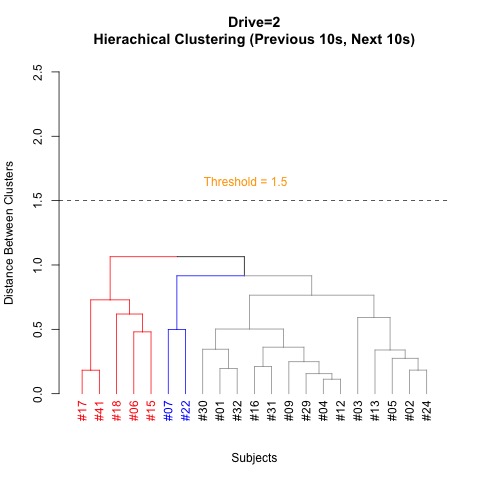 Drive=2
Hierachical Clustering (Previous 10s, Next 10s)
Distance Between Clusters
2.5
2.0
1.5
1.0
0.5
0.0
Threshold = 1.5
#17 #41 #18 #06 #15 #07 #22 #30 #01 #32 #16 #31 #09 #29 #04 #12 #03 #13 #05 #02 #24
Subjects